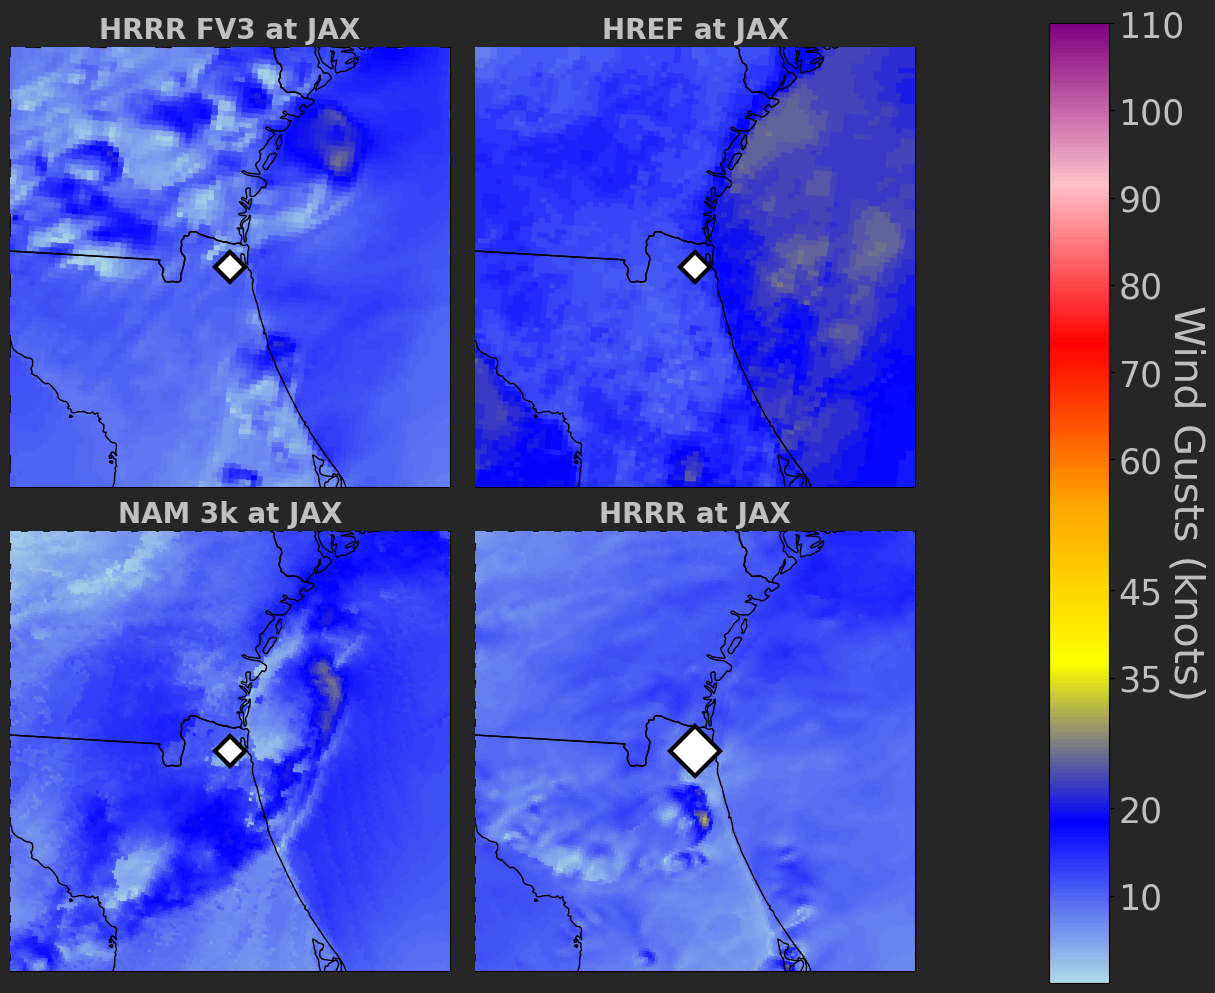 HRRR FV3 at JAX
HREF at JAX
NAM 3k at JAX
HRRR at JAX
110
100
90
80
70
60
45
35
20
10
Wind Gusts (knots)